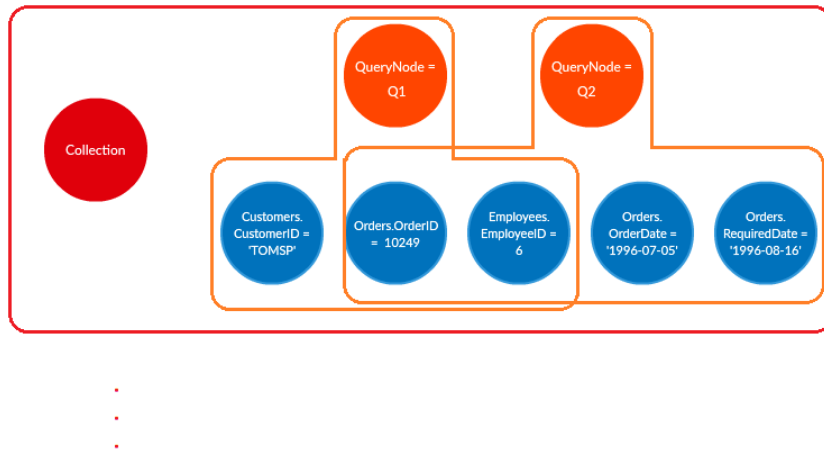 QueryNode =
Q1
QueryNode =
Q2
Collection
Customers.
CustomerID =
'TOMSP'
Orders.OrderID
= 10249
Employees.
EmployeeID =
6
Orders.
OrderDate =
'1996-07-05'
Orders.
RequiredDate =
'1996-08-16'